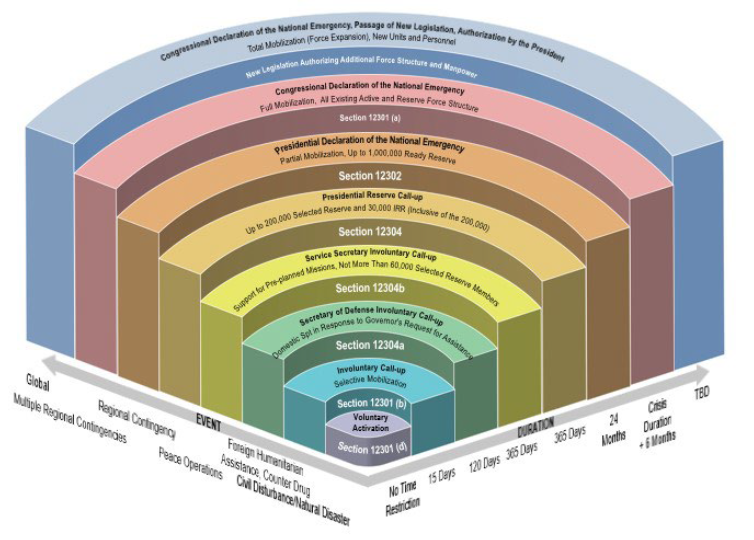 Congressional Declaration of the National Emergency, Passage of New Legislation, Authorization by the President
Total Mobilization (Force Expansion), New Units and Personnel
New Legislation Authorizing Additional Force Structure and Manpower
Congressional Declaration of the National Emergency
Full Mobilization, All Existing Active and Reserve Force Structure
Section 12301 (a)
Presidential Declaration of the National Emergency
Partial Mobilization, Up to 1,000,000 Ready Reserve
Section 12302
Presidential Reserve Call-up
Up to 200,000 Selected Reserve and 30,000 IRR (Inclusive of the 200,000)
Section 12304
Service Secretary Involuntary Call-up
Support for Pre-planned Missions, Not More Than 60,000 Selected Reserve Members
Section 12304b
Secretary of Defense Involuntary Call-up
Domestic Spt in Response to Governor's Request for Assistance
Section 12304a
Involuntary Call-up
Selective Mobilization
Section 12301 (b)
Voluntary
Activation
Section 12301 (d)
Global
Multiple Regional Contingencies
Regional Contingency
EVENT
Peace Operations
Foreign Humanitarian
Assistance, Counter Drug
Civil Disturbance/Natural Disaster
No Time
Restriction
15 Days
120 Days
DURATION
365 Days
365 Days
24
Months
Crisis
Duration
+ 6 Months
TBD